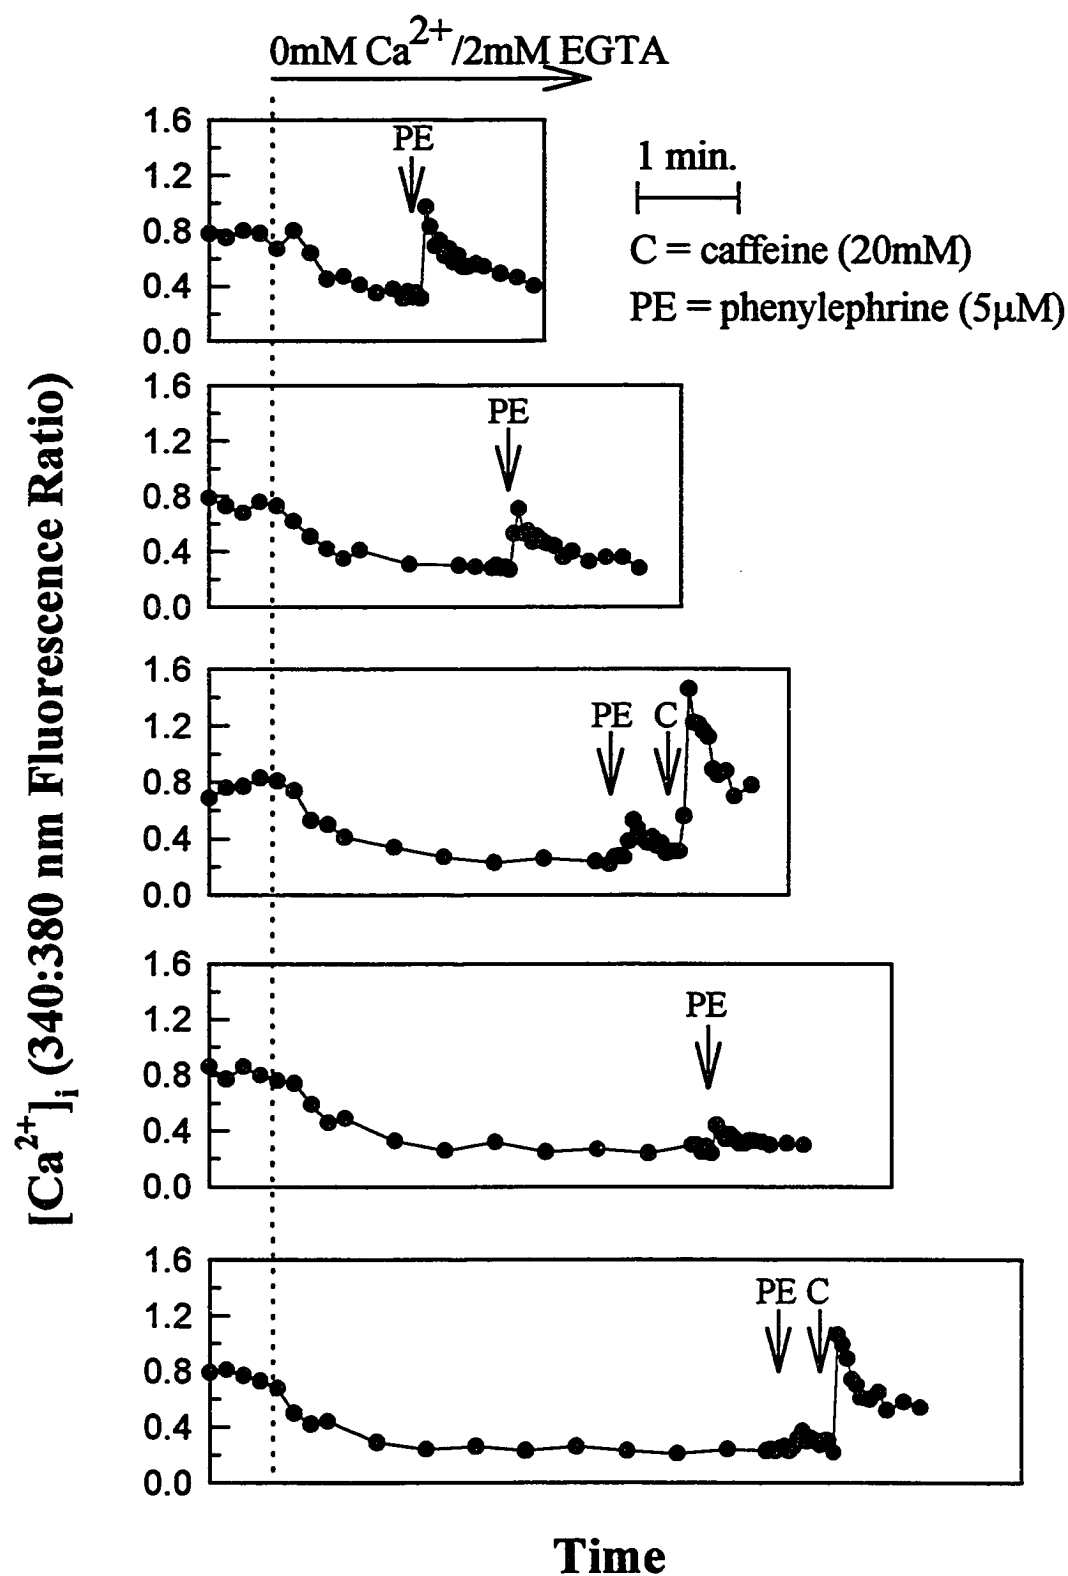 0mM Ca2+/2mM EGTA
1.6
PE
1.2
0.8
0.4
0.0
1 min.
C = caffeine (20mM)
PE = phenylephrine (5µM)
[Ca2+]i (340:380 nm Fluorescence Ratio)
1.6
PE
1.2
0.8
0.4
0.0
1.6
PE C
1.2
0.8
0.4
0.0
1.6
PE
1.2
0.8
0.4
0.0
1.6
PE C
1.2
0.8
0.4
0.0
Time